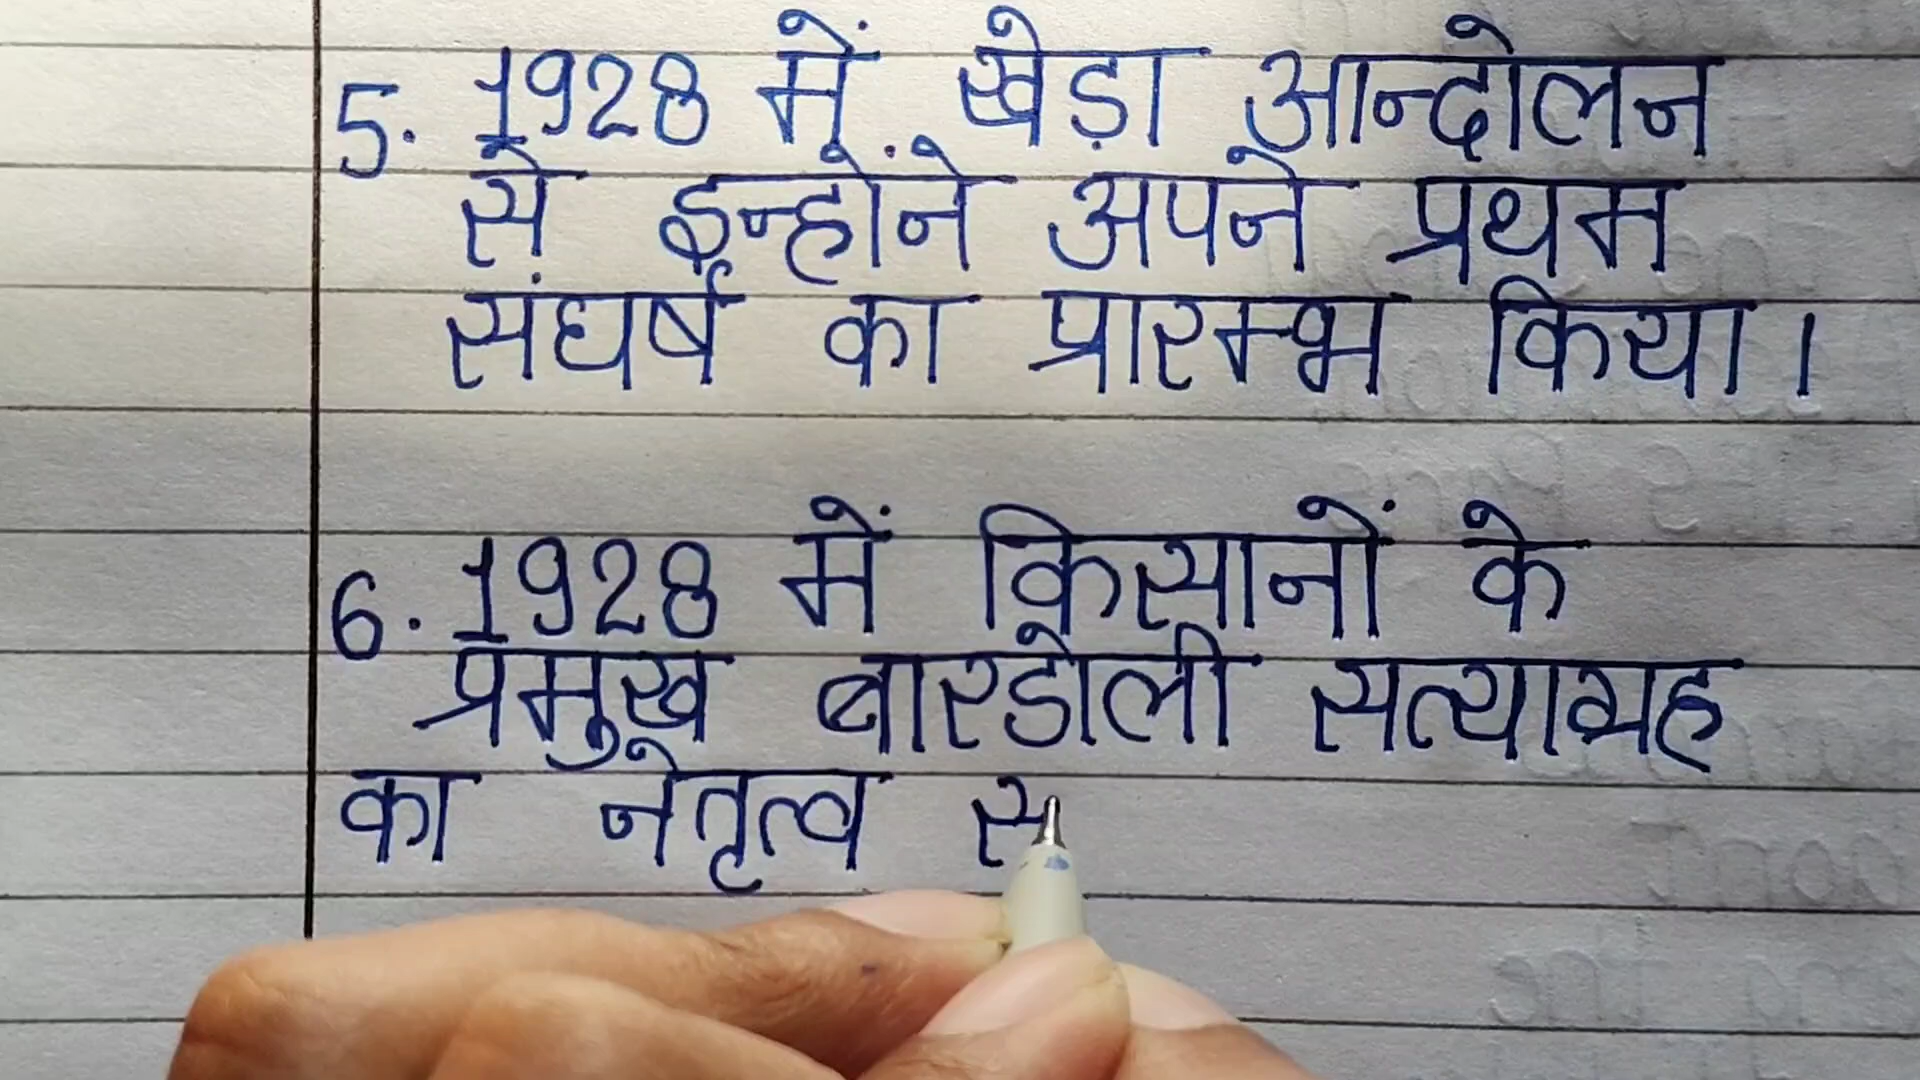 5. 1928 में खेड़ा आन्दोलन
से इन्होंने अपने प्रथम
संघर्ष का प्रारम्भ किया।
6. 1928 में किसानों के
प्रमुख बारडोली सत्याग्रह
का नेतृत्व स